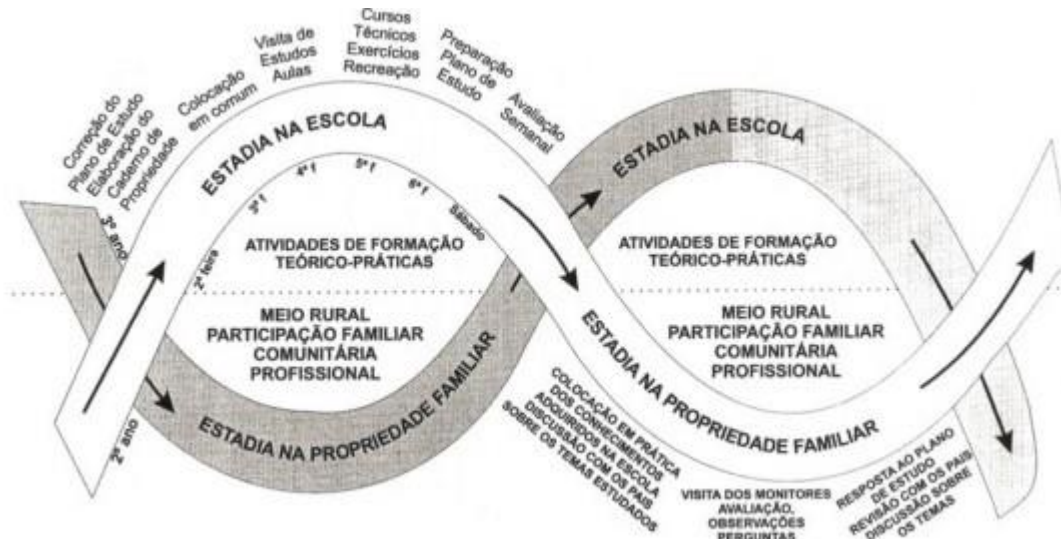 Correção do
Plano de Estudo
Elaboração do
Caderno de
Propriedade
Colocação
em comum
Visita de
Estudos
Aulas
Cursos
Técnicos
Exercícios
Recreação
Preparação
Plano de
Estudo
Avaliação
Semanal
3º ano
ESTADIA NA ESCOLA
2ª feira
3ª f
4ª f
5ª f
6ª f
Sábado
ATIVIDADES DE FORMAÇÃO
TEÓRICO-PRÁTICAS
MEIO RURAL
PARTICIPAÇÃO FAMILIAR
COMUNITÁRIA
PROFISSIONAL
ESTADIA NA PROPRIEDADE FAMILIAR
2º ano
ESTADIA NA ESCOLA
ATIVIDADES DE FORMAÇÃO
TEÓRICO-PRÁTICAS
MEIO RURAL
PARTICIPAÇÃO FAMILIAR
COMUNITÁRIA
PROFISSIONAL
ESTADIA NA PROPRIEDADE FAMILIAR
COLOCAÇÃO EM PRÁTICA
DOS CONHECIMENTOS
ADQUIRIDOS NA ESCOLA
DISCUSSÃO COM OS PAIS
SOBRE OS TEMAS ESTUDADOS
VISITA DOS MONITORES
AVALIAÇÃO,
OBSERVAÇÕES
PERGUNTAS
RESPOSTA AO PLANO
DE ESTUDO
REVISÃO COM OS PAIS
DISCUSSÃO SOBRE
OS TEMAS